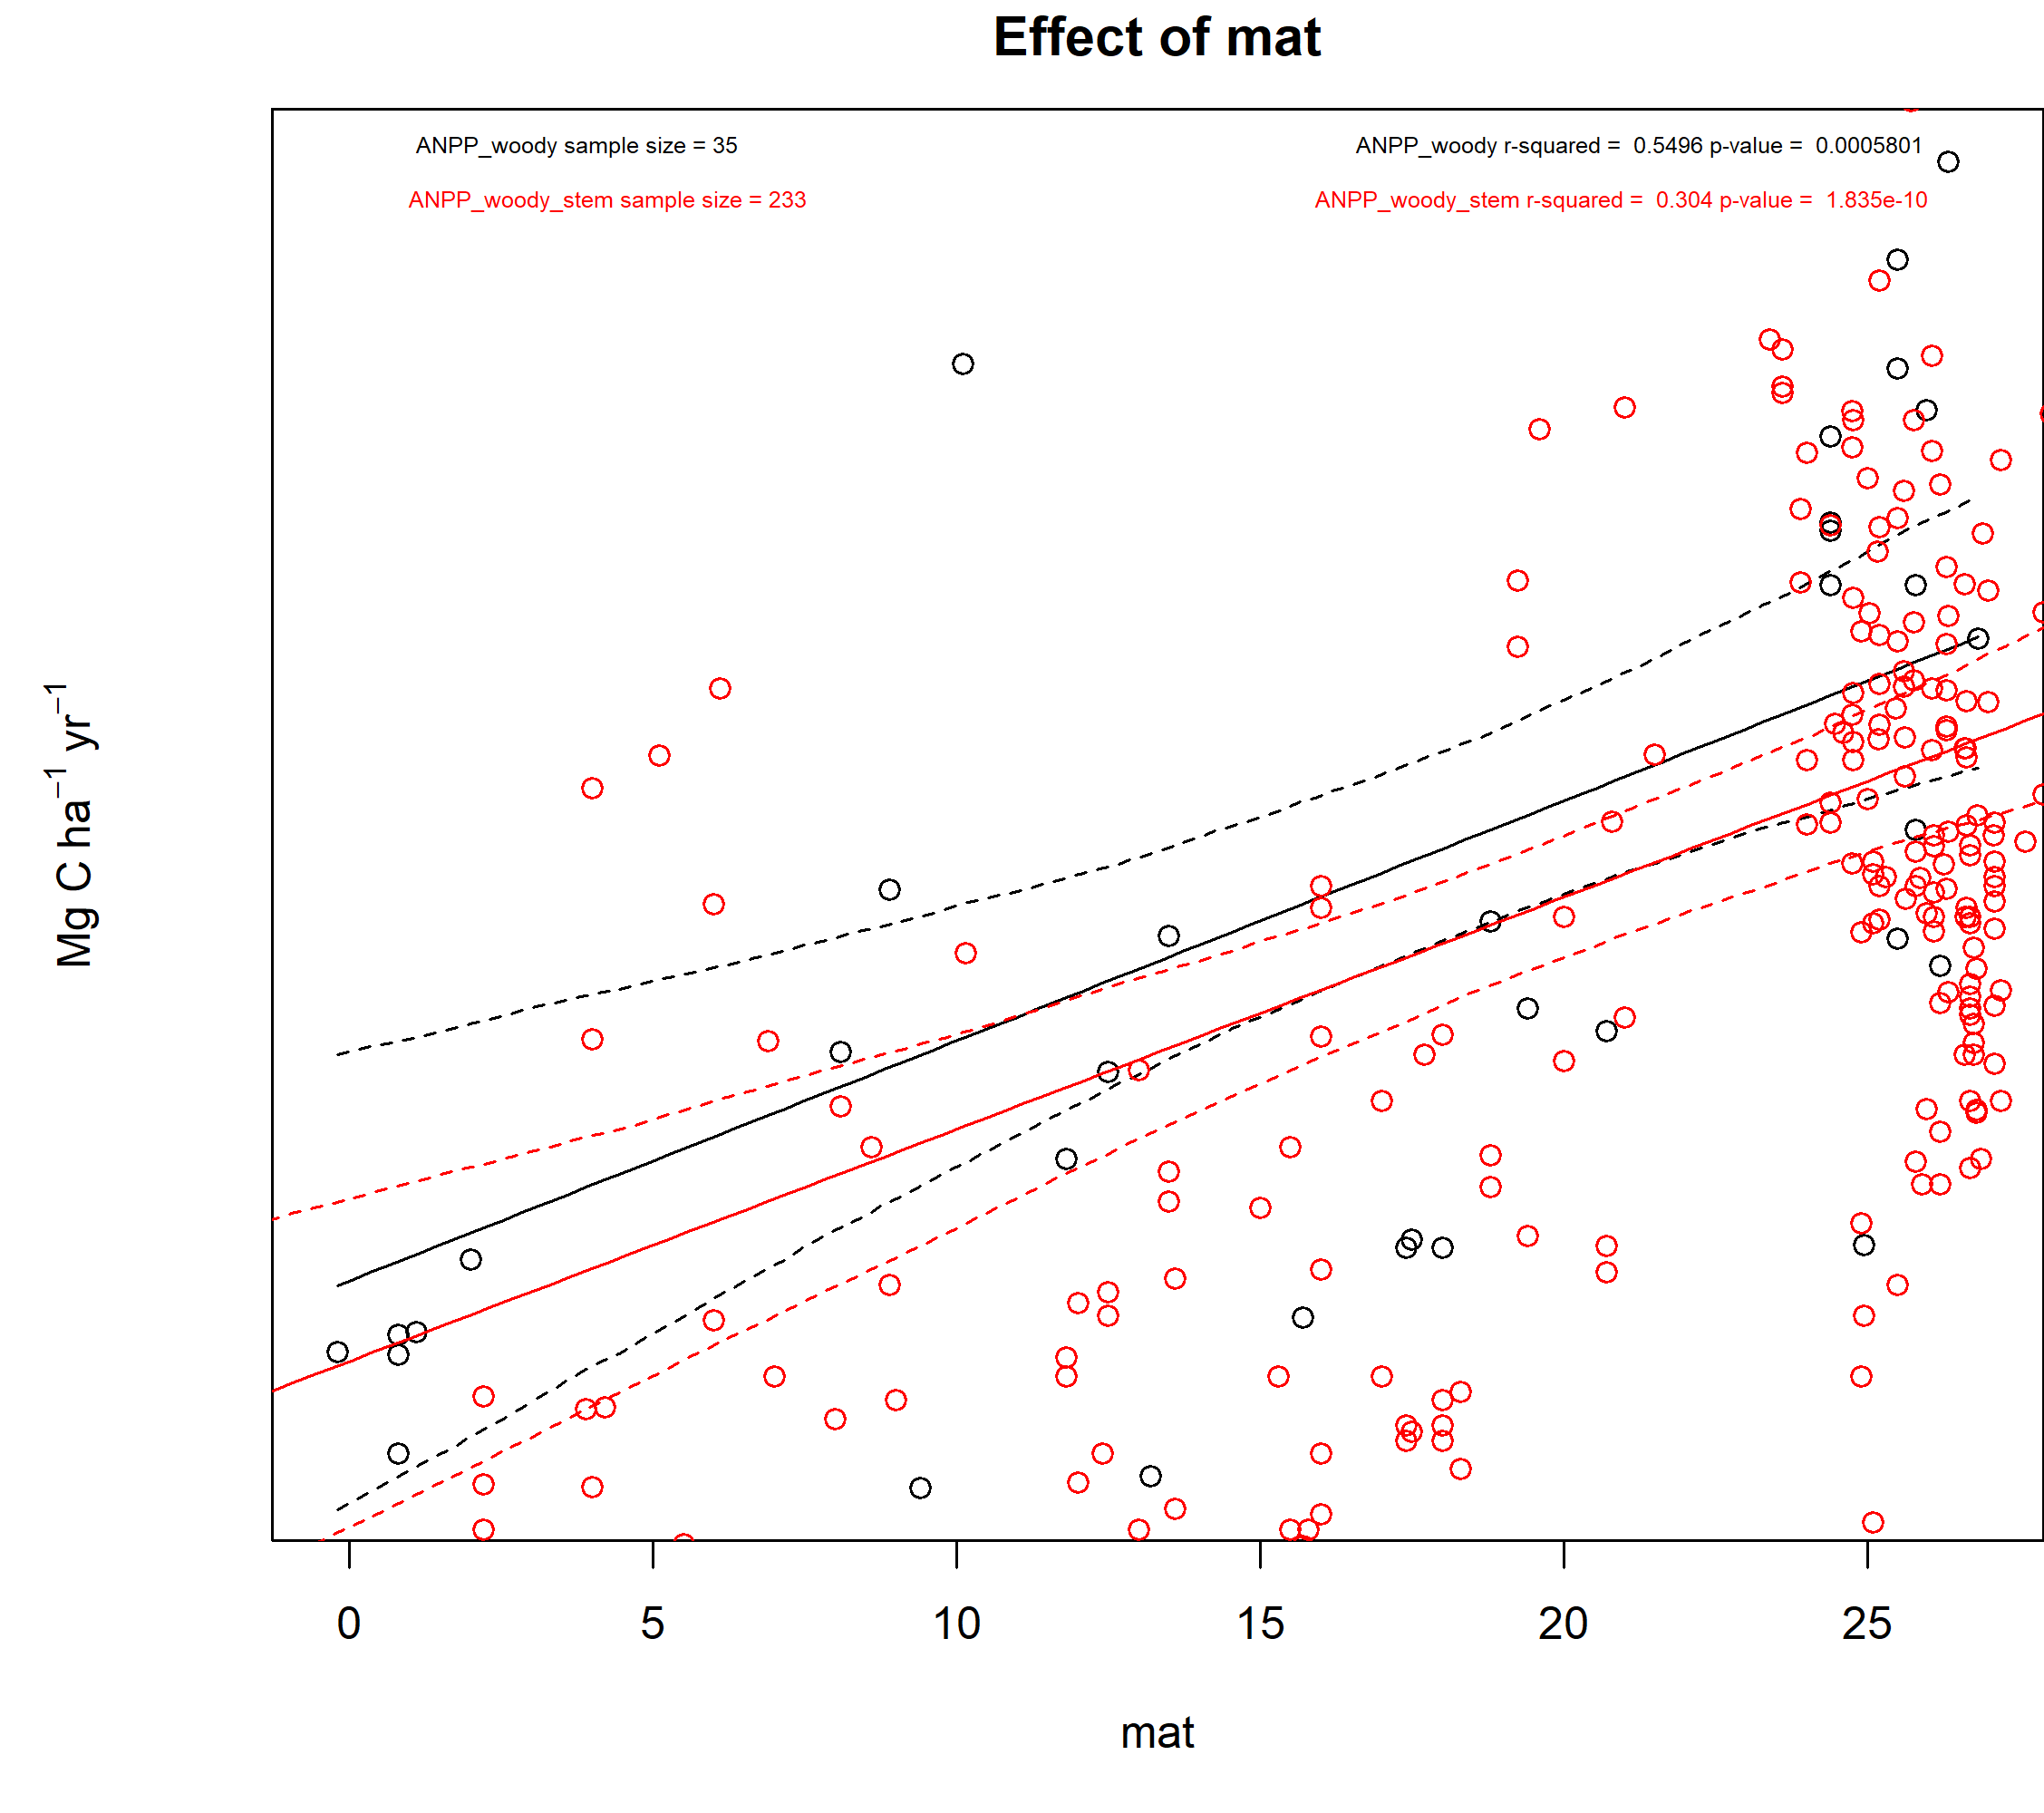 Effect of mat
ANPP_woody sample size = 35
ANPP_woody r-squared = 0.5496 p-value = 0.0005801
ANPP_woody_stem sample size = 233
ANPP_woody_stem r-squared = 0.304 p-value = 1.835e-10
Mg C ha⁻¹ yr⁻¹
0 5 10 15 20 25
mat